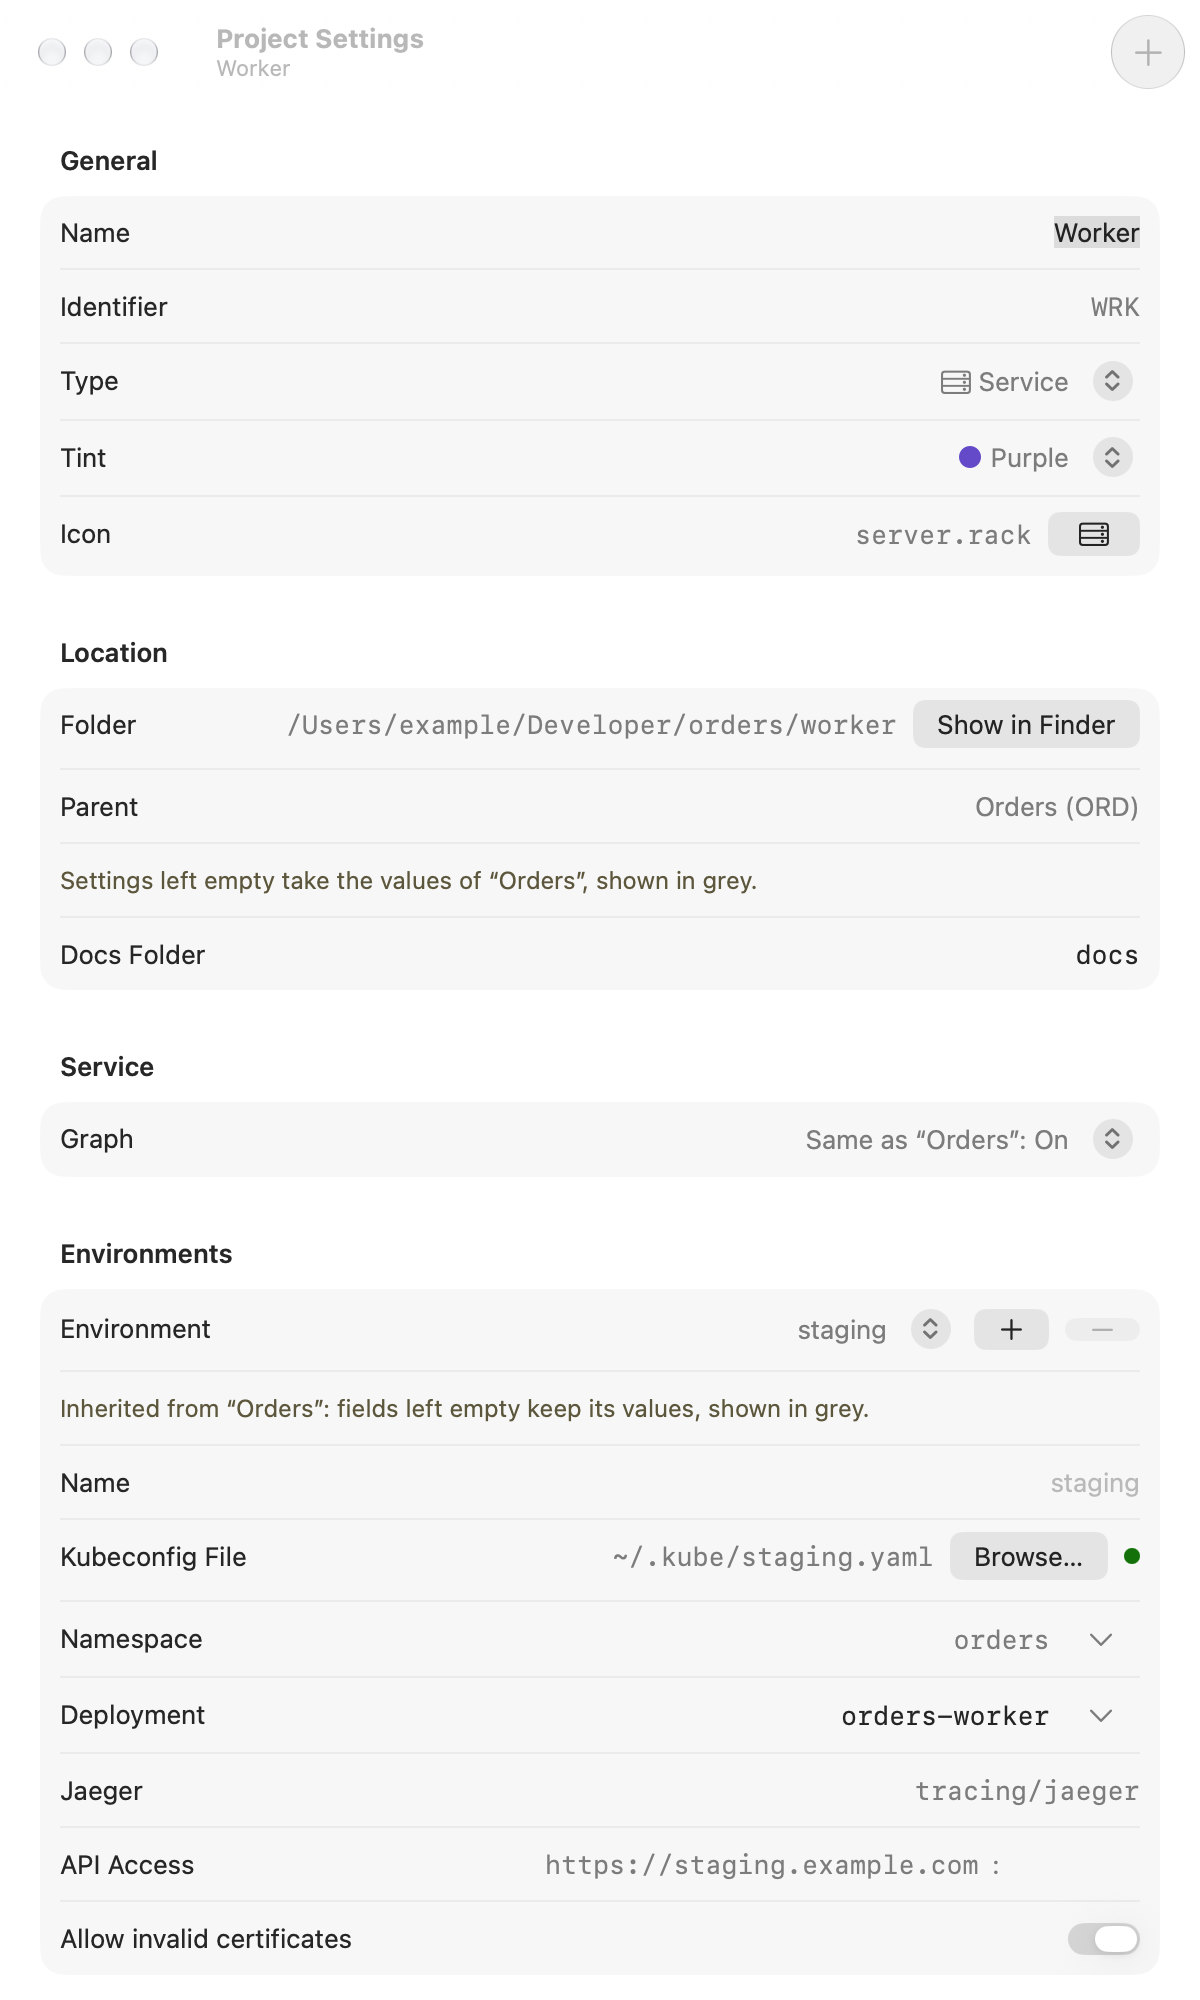 Project Settings
Worker
General
Name Worker
Identifier WRK
Type Service
Tint Purple
Icon server.rack
Location
Folder /Users/example/Developer/orders/worker Show in Finder
Parent Orders (ORD)
Settings left empty take the values of “Orders”, shown in grey.
Docs Folder docs
Service
Graph Same as “Orders”: On
Environments
Environment staging
Inherited from “Orders”: fields left empty keep its values, shown in grey.
Name staging
Kubeconfig File ~/.kube/staging.yaml Browse...
Namespace orders
Deployment orders-worker
Jaeger tracing/jaeger
API Access https://staging.example.com :
Allow invalid certificates